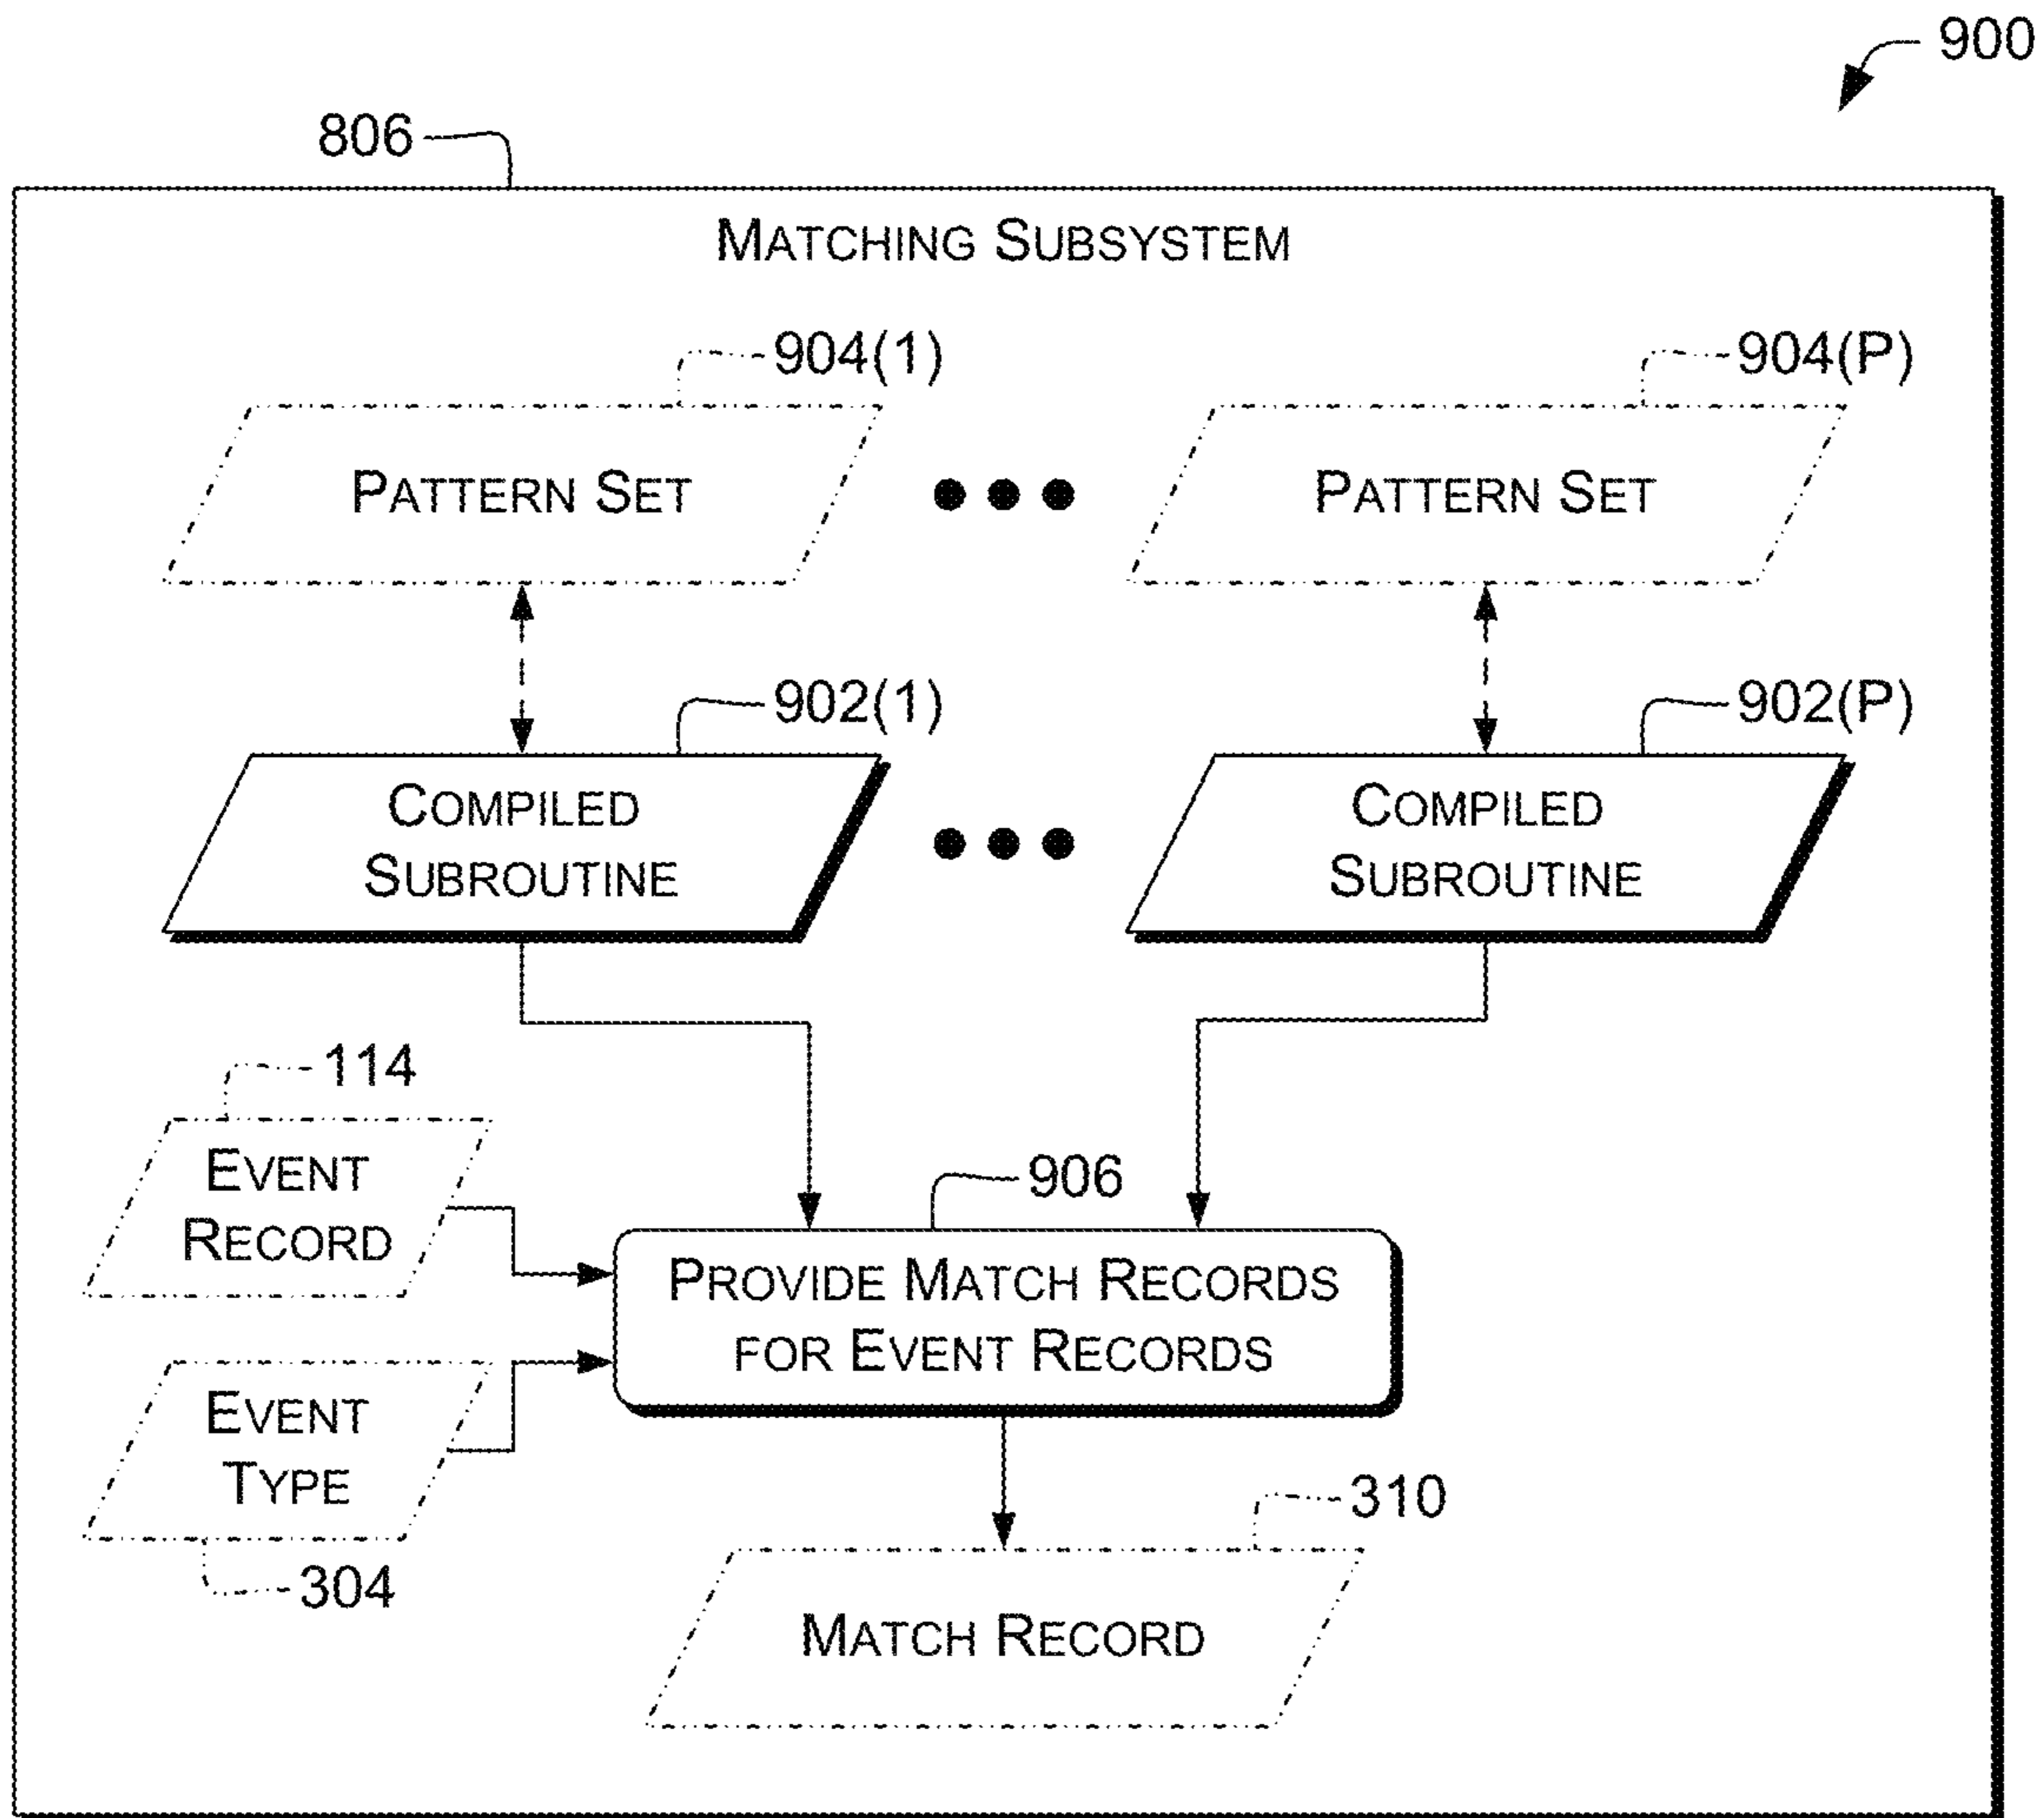 900
806
MATCHING SUBSYSTEM
904(1)
904(P)
PATTERN SET
PATTERN SET
902(1)
902(P)
COMPILED
SUBROUTINE
COMPILED
SUBROUTINE
114
EVENT
RECORD
906
PROVIDE MATCH RECORDS
FOR EVENT RECORDS
EVENT
TYPE
304
310
MATCH RECORD